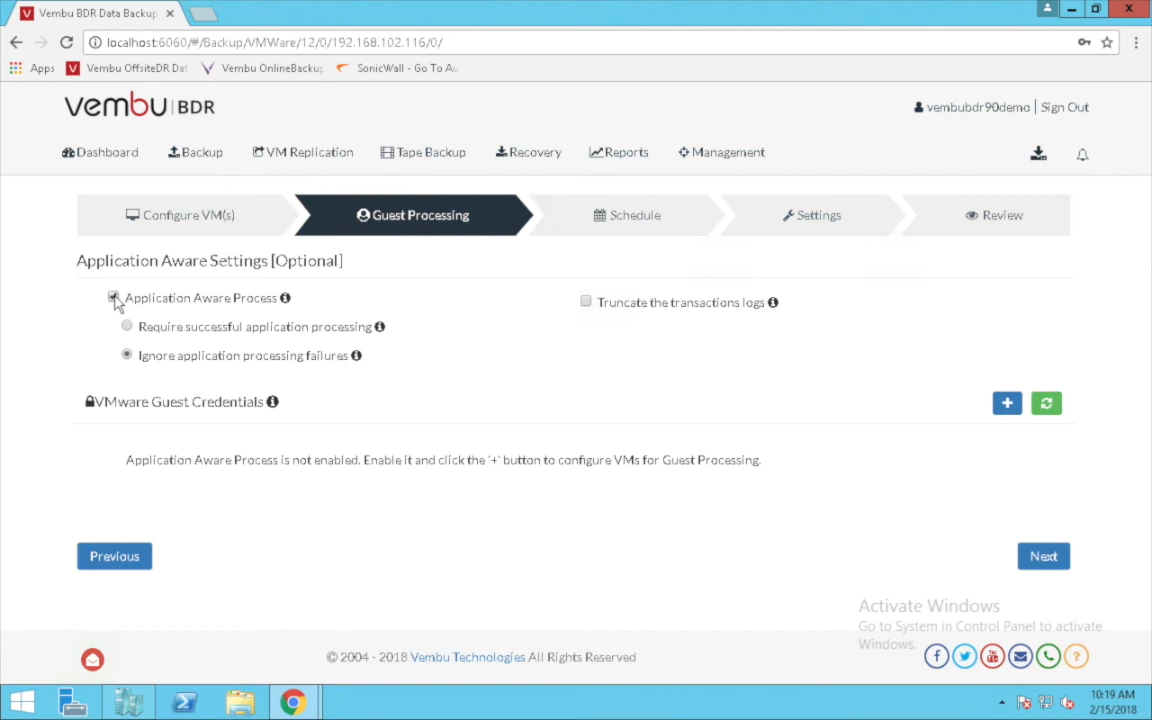 Vembu BDR Data Backup
localhost:6060/#/Backup/VMWare/12/0/192.168.102.116/0/
Apps Vembu OffsiteDR Dat Vembu OnlineBackup SonicWall - Go To Au
vembu BDR
vembubdr90demo | Sign Out
Dashboard Backup VM Replication Tape Backup Recovery Reports Management
Configure VM(s) Guest Processing Schedule Settings Review
Application Aware Settings [Optional]
Application Aware Process
Truncate the transactions logs
Require successful application processing
Ignore application processing failures
VMware Guest Credentials
+
Application Aware Process is not enabled. Enable it and click the '+' button to configure VMs for Guest Processing.
Previous
Next
Activate Windows
Go to System in Control Panel to activate
Windows.
© 2004 - 2018 Vembu Technologies All Rights Reserved
10:19 AM
2/15/2018